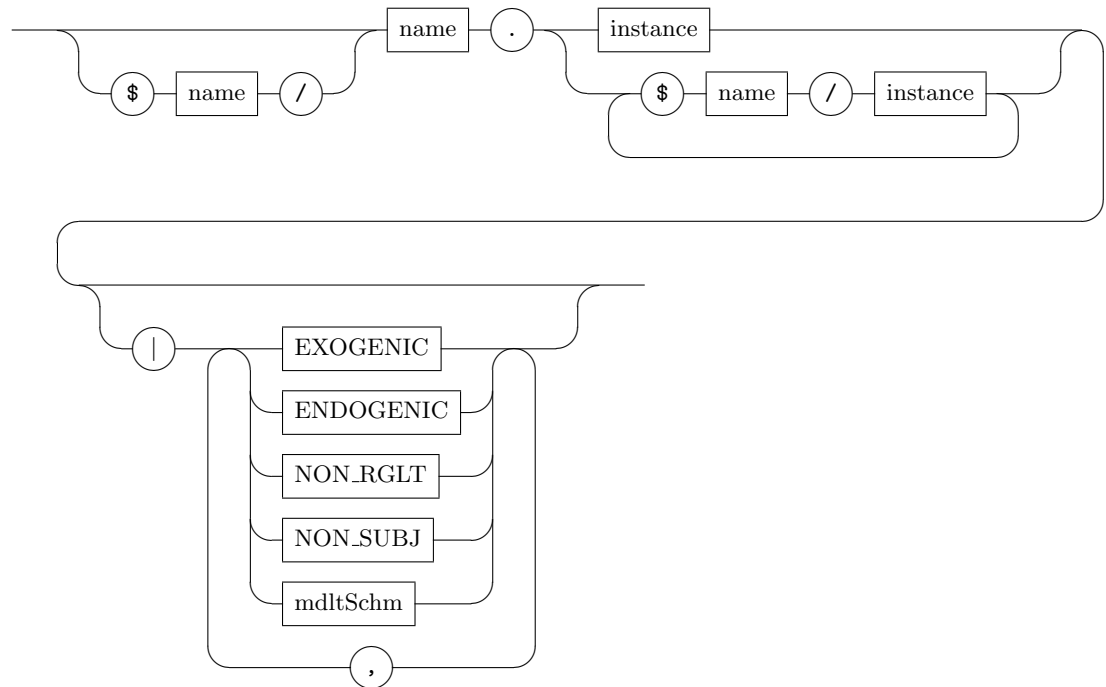 name . instance
$ name / $ name / instance
| EXOGENIC
ENDOGENIC
NON_RGLT
NON_SUBJ
mdltSchm
,